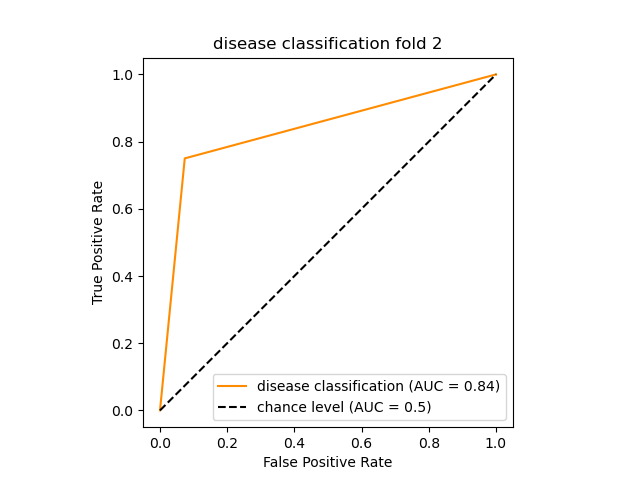 disease classification fold 2
1.0
0.8
0.6
0.4
0.2
0.0
True Positive Rate
disease classification (AUC = 0.84)
chance level (AUC = 0.5)
0.0 0.2 0.4 0.6 0.8 1.0
False Positive Rate